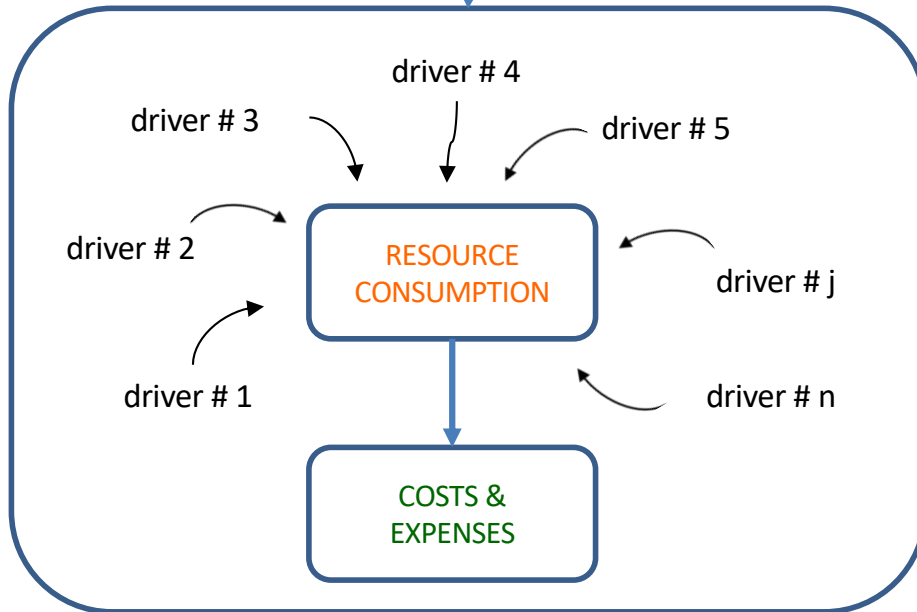 driver # 4
driver # 3
driver # 5
driver # 2
RESOURCE
CONSUMPTION
driver # j
driver # 1
driver # n
COSTS &
EXPENSES